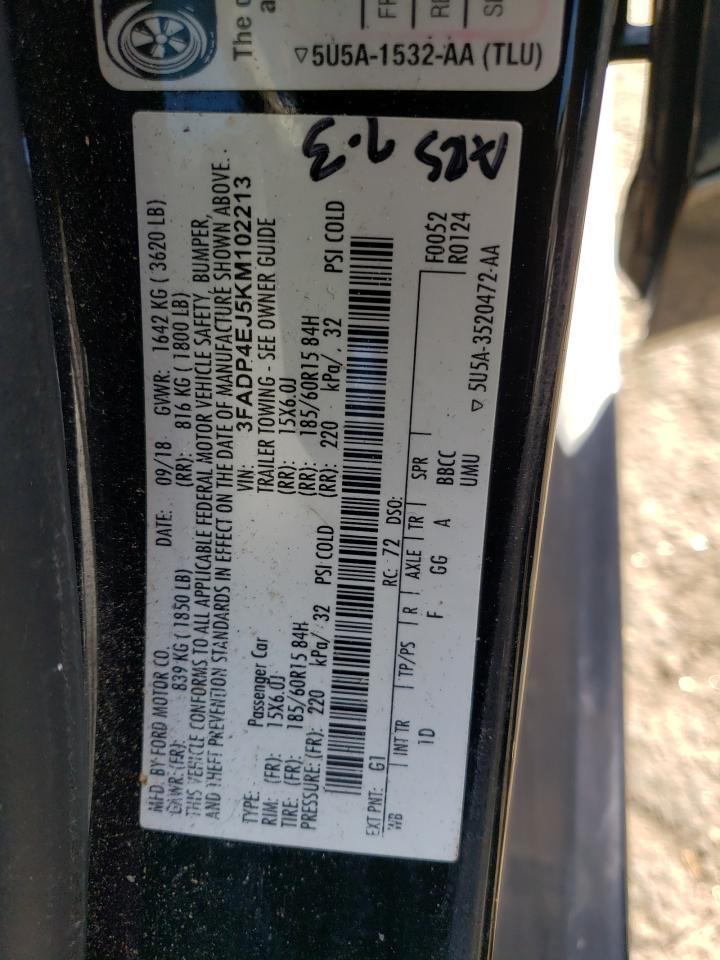 The
a
FR
RE
▽5U5A-1532-AA (TLU)
MFD. BY FORD MOTOR CO. DATE: 09/18 GVWR: 1642 KG ( 3620 LB)
GAWR:(FR): 839 KG ( 1850 LB) (RR): 816 KG ( 1800 LB)
THIS VEHICLE CONFORMS TO ALL APPLICABLE FEDERAL MOTOR VEHICLE SAFETY, BUMPER,
AND THEFT PREVENTION STANDARDS IN EFFECT ON THE DATE OF MANUFACTURE SHOWN ABOVE.
VIN: 3FADP4EJ5KM102213
TYPE: Passenger Car TRAILER TOWING - SEE OWNER GUIDE
RIM: (FR): 15X6.0J (RR): 15X6.0J
TIRE: (FR): 185/60R15 84H (RR): 185/60R15 84H
PRESSURE: (FR): 220 kPa/ 32 PSI COLD (RR): 220 kPa/ 32 PSI COLD
EXT PNT: G1 RC: 72 DSO: F0052
WB INT TR TP/PS R AXLE TR SPR R0124
1D F GG A BBCC
UMU
▽ 5U5A-3520472-AA